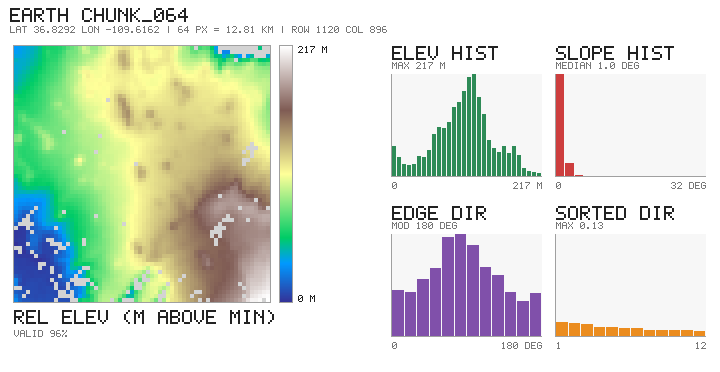 EARTH CHUNK_064
LAT 36.8292 LON -109.6162 | 64 PX = 12.81 KM | ROW 1120 COL 896
217 M
0 M
REL ELEV (M ABOVE MIN)
VALID 96%
ELEV HIST
MAX 217 M
0 217 M
SLOPE HIST
MEDIAN 1.0 DEG
0 32 DEG
EDGE DIR
MOD 180 DEG
0 180 DEG
SORTED DIR
MAX 0.13
1 12